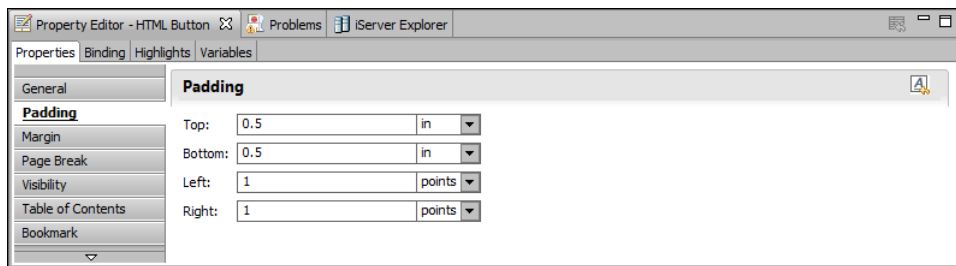 Property Editor - HTML Button Problems iServer Explorer
Properties Binding Highlights Variables
General
Padding
Margin
Page Break
Visibility
Table of Contents
Bookmark
Padding
Top: 0.5 in
Bottom: 0.5 in
Left: 1 points
Right: 1 points